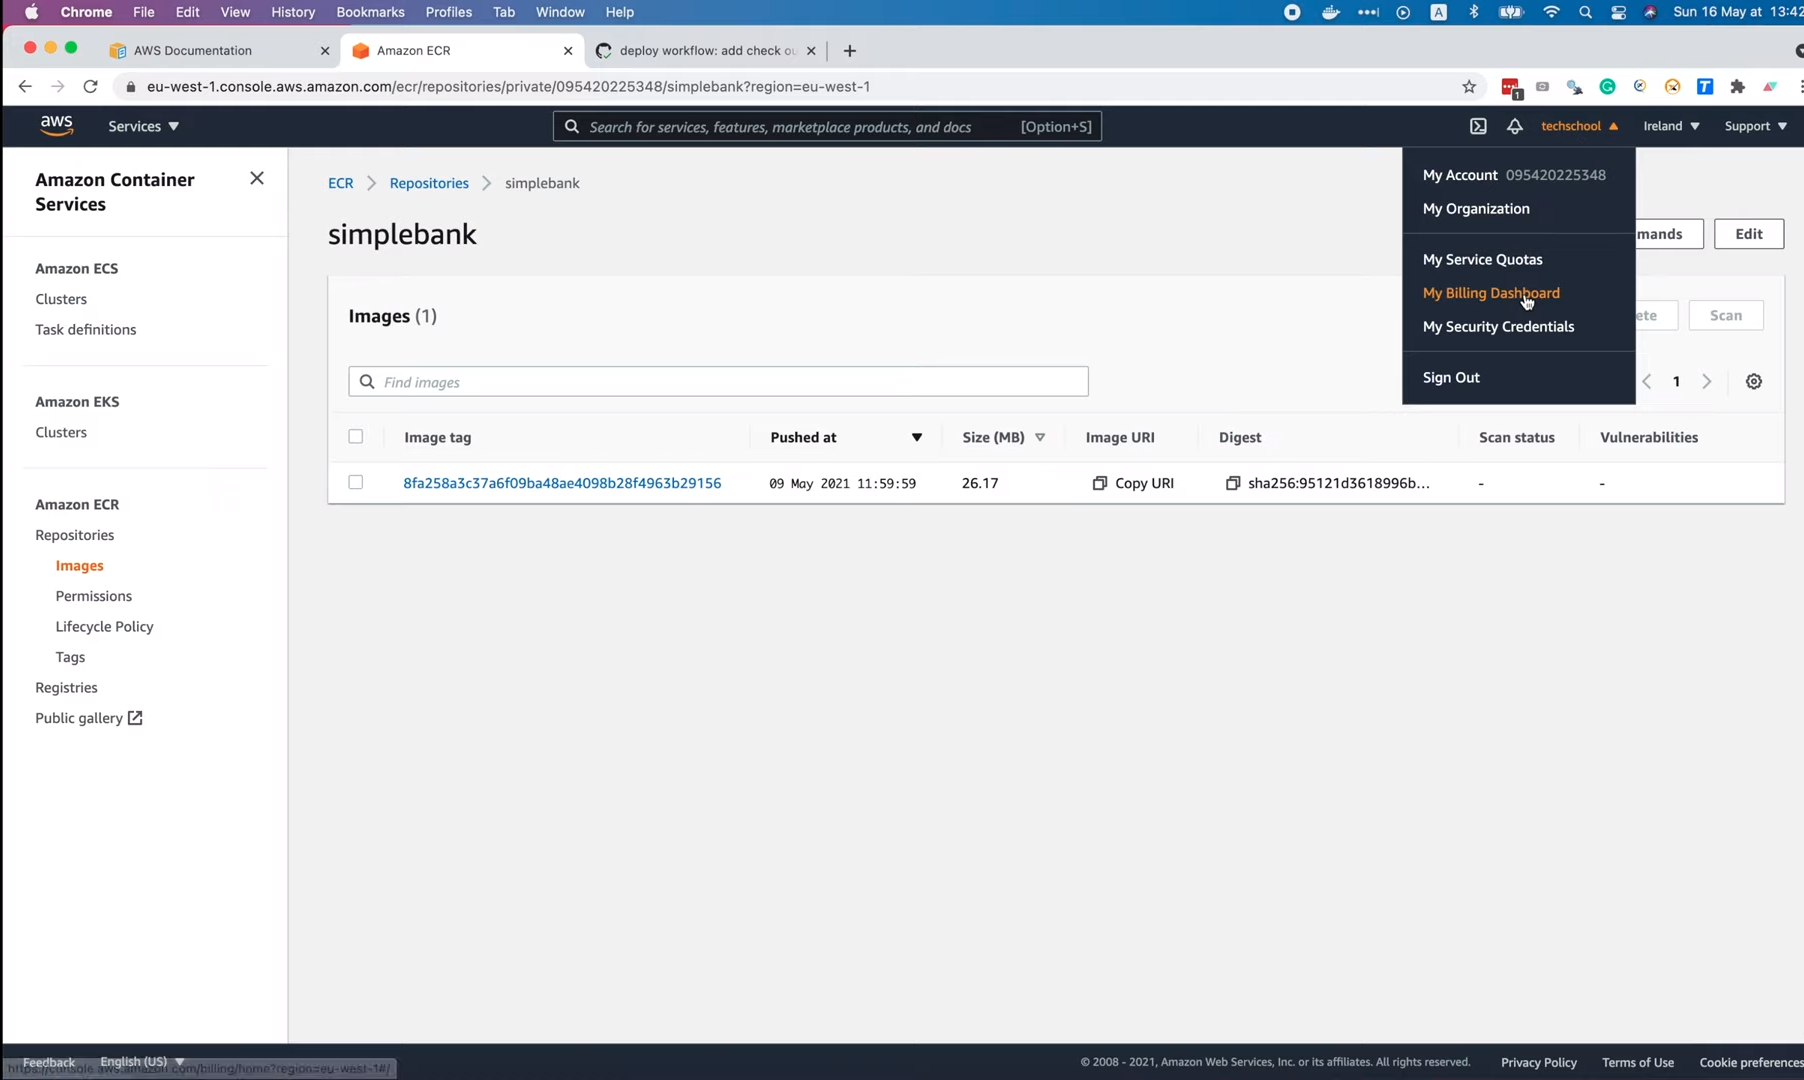 Chrome File Edit View History Bookmarks Profiles Tab Window Help A Sun 16 May at 13:42
AWS Documentation Amazon ECR deploy workflow: add check ou
eu-west-1.console.aws.amazon.com/ecr/repositories/private/095420225348/simplebank?region=eu-west-1 1 T
aws Services Search for services, features, marketplace products, and docs [Option+S] techschool Ireland Support
Amazon Container
Services
Amazon ECS
Clusters
Task definitions
Amazon EKS
Clusters
Amazon ECR
Repositories
Images
Permissions
Lifecycle Policy
Tags
Registries
Public gallery
ECR Repositories simplebank
simplebank
mands Edit
My Account 095420225348
My Organization
My Service Quotas
My Billing Dashboard
My Security Credentials
Sign Out
Images (1)
ete Scan
Find images
1
Image tag Pushed at Size (MB) Image URI Digest Scan status Vulnerabilities
8fa258a3c37a6f09ba48ae4098b28f4963b29156 09 May 2021 11:59:59 26.17 Copy URI sha256:95121d3618996b... - -
Feedback English (US) © 2008 - 2021, Amazon Web Services, Inc. or its affiliates. All rights reserved. Privacy Policy Terms of Use Cookie preferences
https://console.aws.amazon.com/billing/home?region=eu-west-1#/